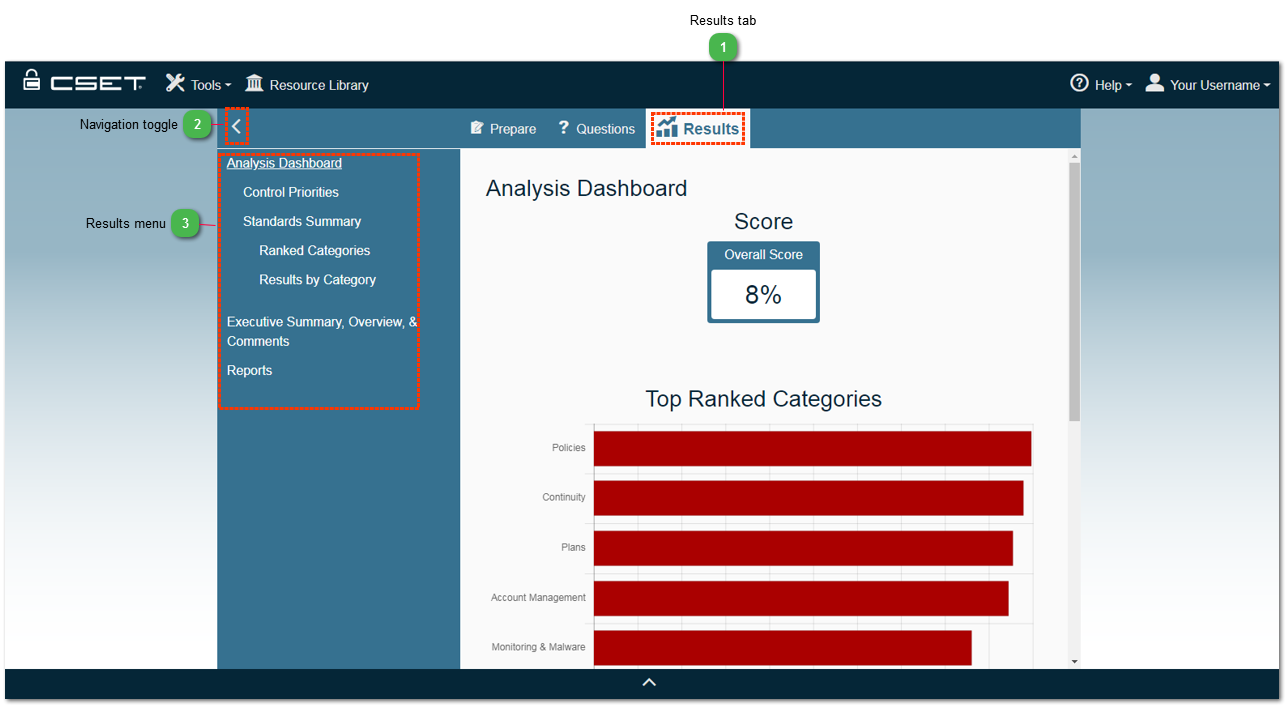 Results tab
1
CSET
Tools
Resource Library
Help
Your Username
Navigation toggle
2
Prepare
? Questions
Results
Analysis Dashboard
Control Priorities
Standards Summary
Results menu
3
Ranked Categories
Results by Category
Executive Summary, Overview, &
Comments
Reports
Analysis Dashboard
Score
Overall Score
8%
Top Ranked Categories
Policies
Continuity
Plans
Account Management
Monitoring & Malware